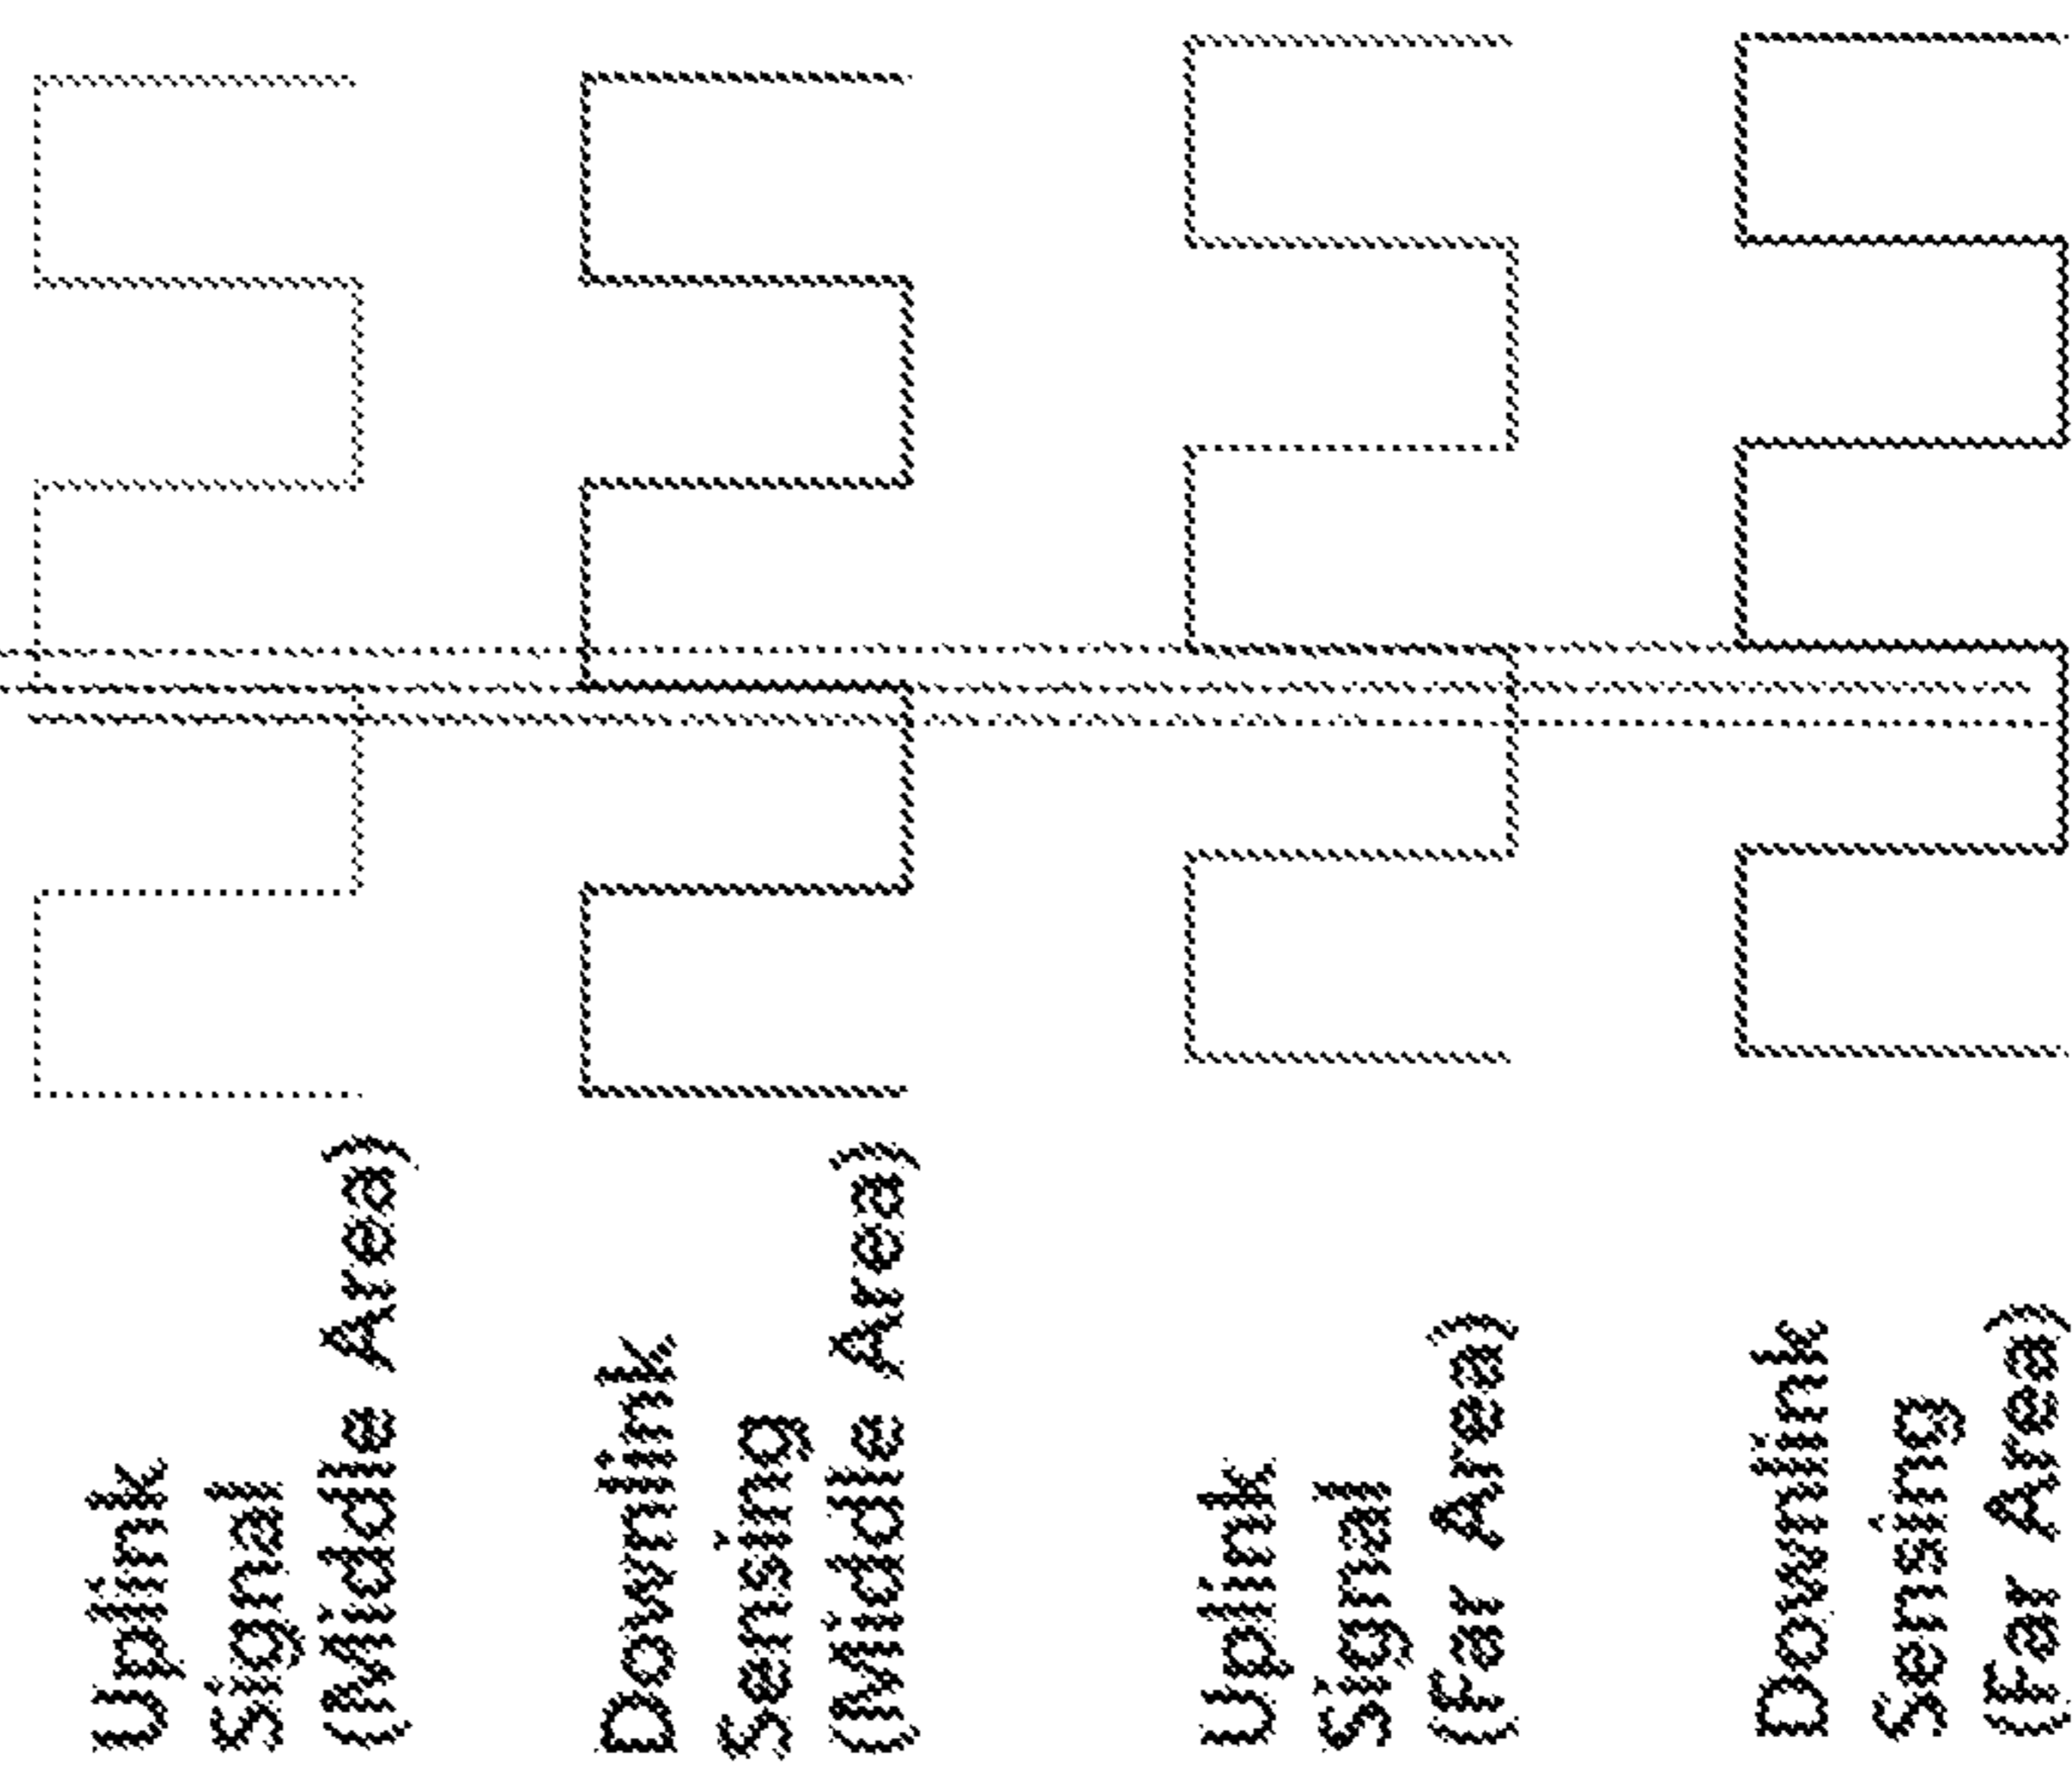 Uplink
Signal
(Middle Area)
Downlink
Sensing
(Middle Area)
Uplink
Signal
(Far Area)
Downlink
Sensing
(Far Area)